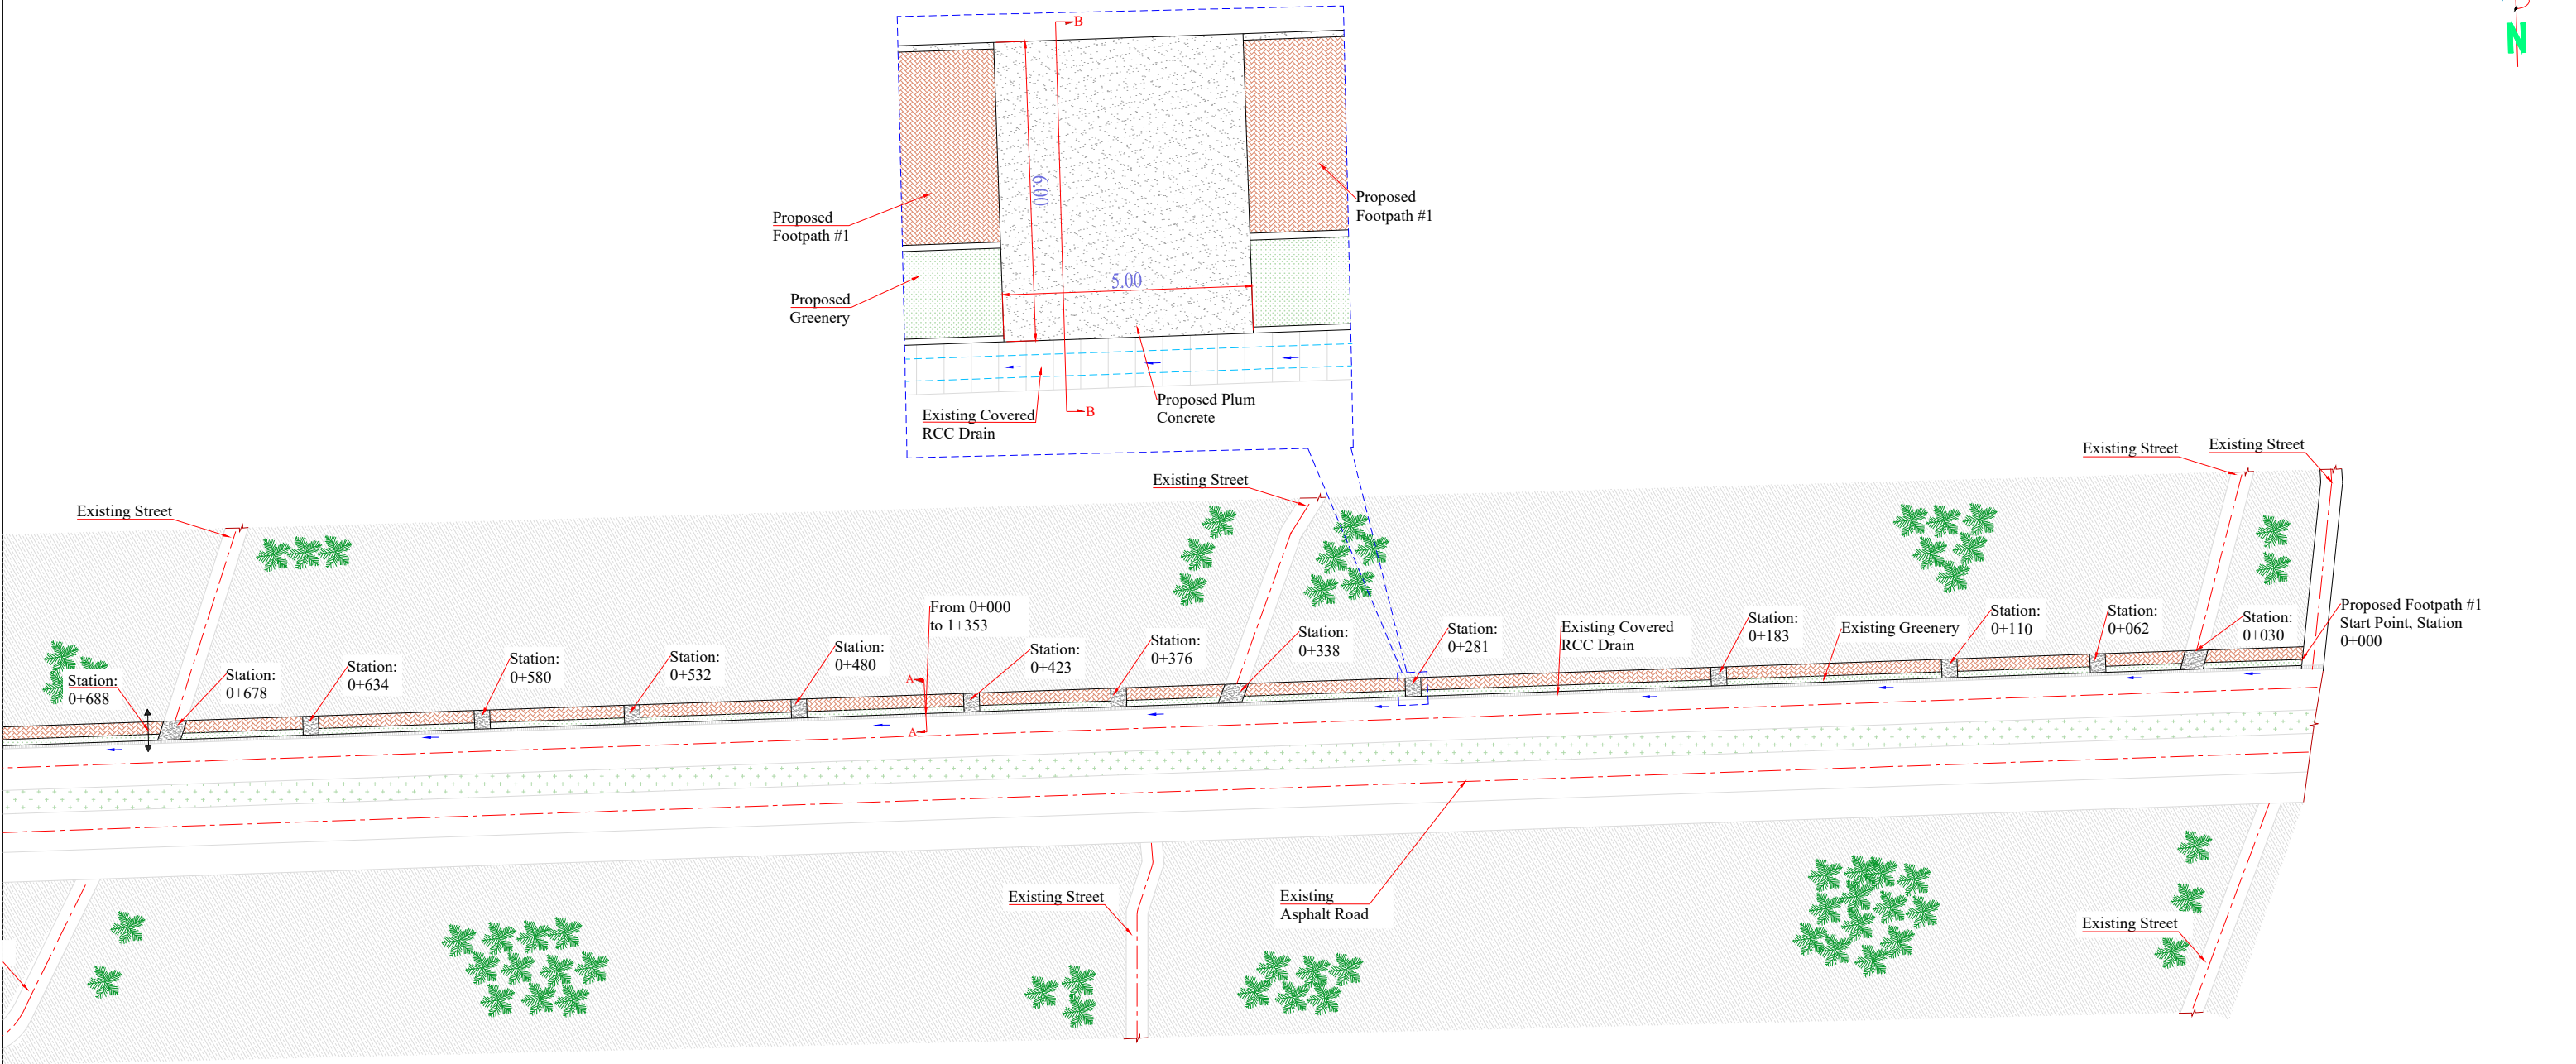 B
N
6.00
Proposed
Footpath #1
Proposed
Footpath #1
5.00
Proposed
Greenery
Proposed Plum
Concrete
B
Existing Covered
RCC Drain
Existing Street
Existing Street
Existing Street
Existing Street
From 0+000
to 1+353
Station:
0+688
Station:
0+678
Station:
0+634
Station:
0+580
Station:
0+532
Station:
0+480
A
A
Station:
0+423
Station:
0+376
Station:
0+338
Station:
0+281
Existing Covered
RCC Drain
Station:
0+183
Existing Greenery
Station:
0+110
Station:
0+062
Station:
0+030
Proposed Footpath #1
Start Point, Station
0+000
Existing Street
Existing
Asphalt Road
Existing Street